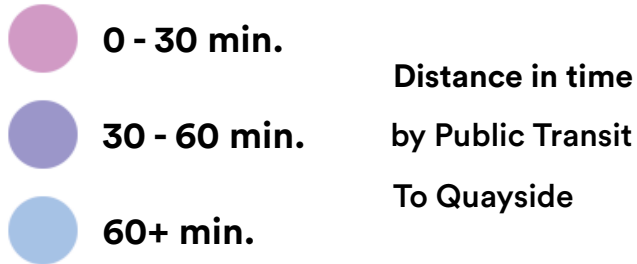 0 - 30 min.
30 - 60 min.
60+ min.
Distance in time
by Public Transit
To Quayside